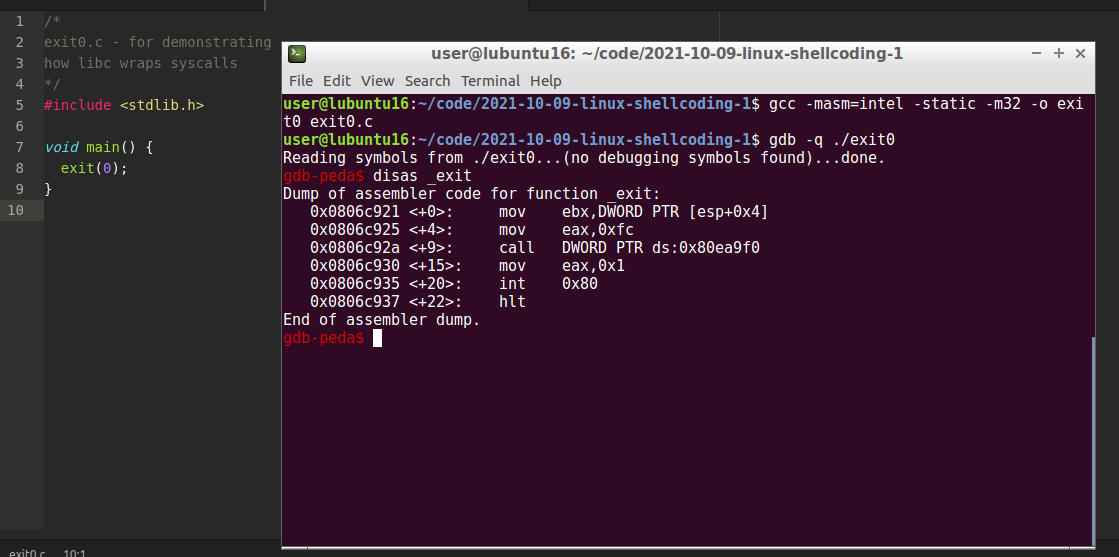 1 /*
2 exit0.c - for demonstrating
3 how libc wraps syscalls
4 */
5 #include <stdlib.h>
6
7 void main() {
8   exit(0);
9 }
10
user@lubuntu16: ~/code/2021-10-09-linux-shellcoding-1
File Edit View Search Terminal Help
user@lubuntu16:~/code/2021-10-09-linux-shellcoding-1$ gcc -masm=intel -static -m32 -o exi
t0 exit0.c
user@lubuntu16:~/code/2021-10-09-linux-shellcoding-1$ gdb -q ./exit0
Reading symbols from ./exit0...(no debugging symbols found)...done.
gdb-peda$ disas _exit
Dump of assembler code for function _exit:
   0x0806c921 <+0>:     mov    ebx,DWORD PTR [esp+0x4]
   0x0806c925 <+4>:     mov    eax,0xfc
   0x0806c92a <+9>:     call   DWORD PTR ds:0x80ea9f0
   0x0806c930 <+15>:    mov    eax,0x1
   0x0806c935 <+20>:    int    0x80
   0x0806c937 <+22>:    hlt
End of assembler dump.
gdb-peda$
exit0.c 10:1